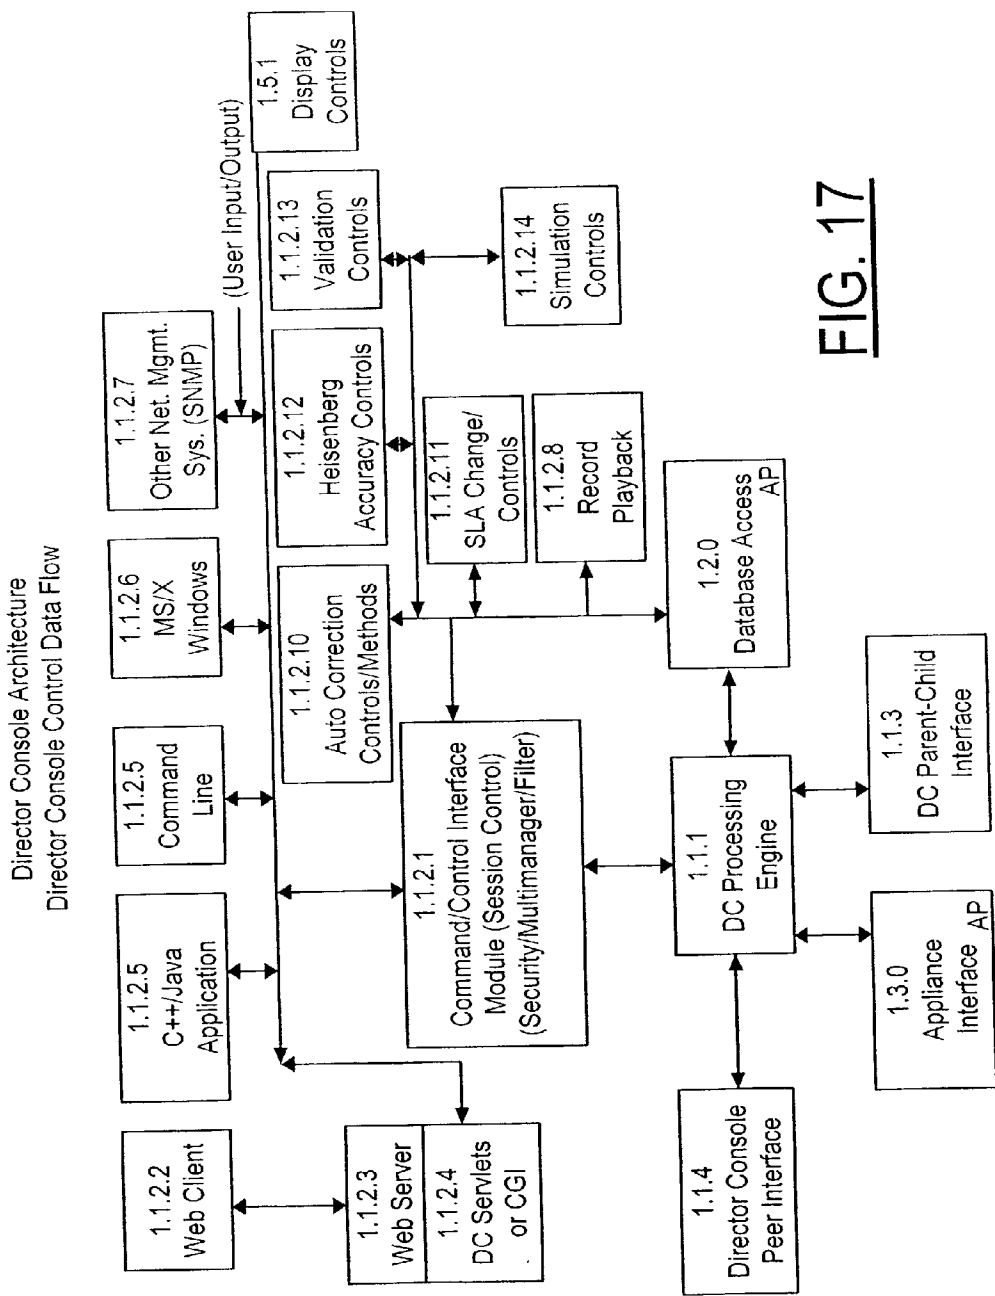 Director Console Architecture
Director Console Control Data Flow
1.1.2.2
Web Client
1.1.2.5
C++/Java
Application
1.1.2.5
Command
Line
1.1.2.6
MS/X
Windows
1.1.2.7
Other Net. Mgmt.
Sys. (SNMP)
(User Input/Output)
1.5.1
Display
Controls
1.1.2.3
Web Server
1.1.2.4
DC Servlets
or CGI
1.1.2.1
Command/Control Interface
Module (Session Control)
(Security/Multimanager/Filter)
1.1.2.10
Auto Correction
Controls/Methods
1.1.2.12
Heisenberg
Accuracy Controls
1.1.2.13
Validation
Controls
1.1.2.11
SLA Change/
Controls
1.1.2.14
Simulation
Controls
1.1.2.8
Record
Playback
1.1.4
Director Console
Peer Interface
1.1.1
DC Processing
Engine
1.2.0
Database Access
AP
1.3.0
Appliance
Interface
AP
1.1.3
DC Parent-Child
Interface
FIG. 17